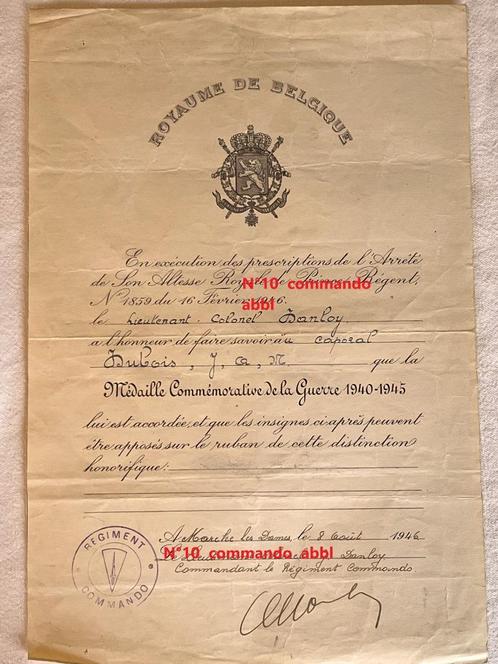 ROYAUME DE BELGIQUE
En exécution des prescriptions de l'Arrêté
de Son Altesse Royale le Prince Régent,
N°10 commando
abbl
N° 1859 du 16 Février 1946.
le Lieutenant-Colonel Danloy
a l'honneur de faire savoir au caporal
Dubois, J, A, M que la
Médaille Commémorative de la Guerre 1940-1945
lui est accordée, et que les insignes ci-après peuvent
être apposés sur le ruban de cette distinction
honorifique:
A Marche les Dames, le 8 Août 1946
N°10 commando abbl
Danloy
Commandant le Régiment Commando
REGIMENT
COMMANDO